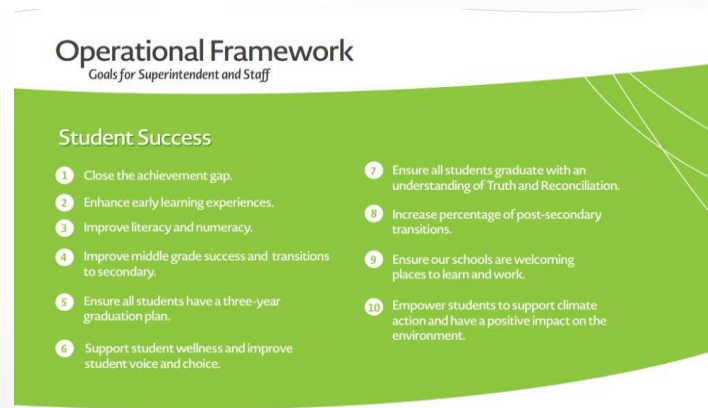 Operational Framework
Goals for Superintendent and Staff
Student Success
1 Close the achievement gap.
2 Enhance early learning experiences.
3 Improve literacy and numeracy.
4 Improve middle grade success and transitions
to secondary.
5 Ensure all students have a three-year
graduation plan.
6 Support student wellness and improve
student voice and choice.
7 Ensure all students graduate with an
understanding of Truth and Reconciliation.
8 Increase percentage of post-secondary
transitions.
9 Ensure our schools are welcoming
places to learn and work.
10 Empower students to support climate
action and have a positive impact on the
environment.